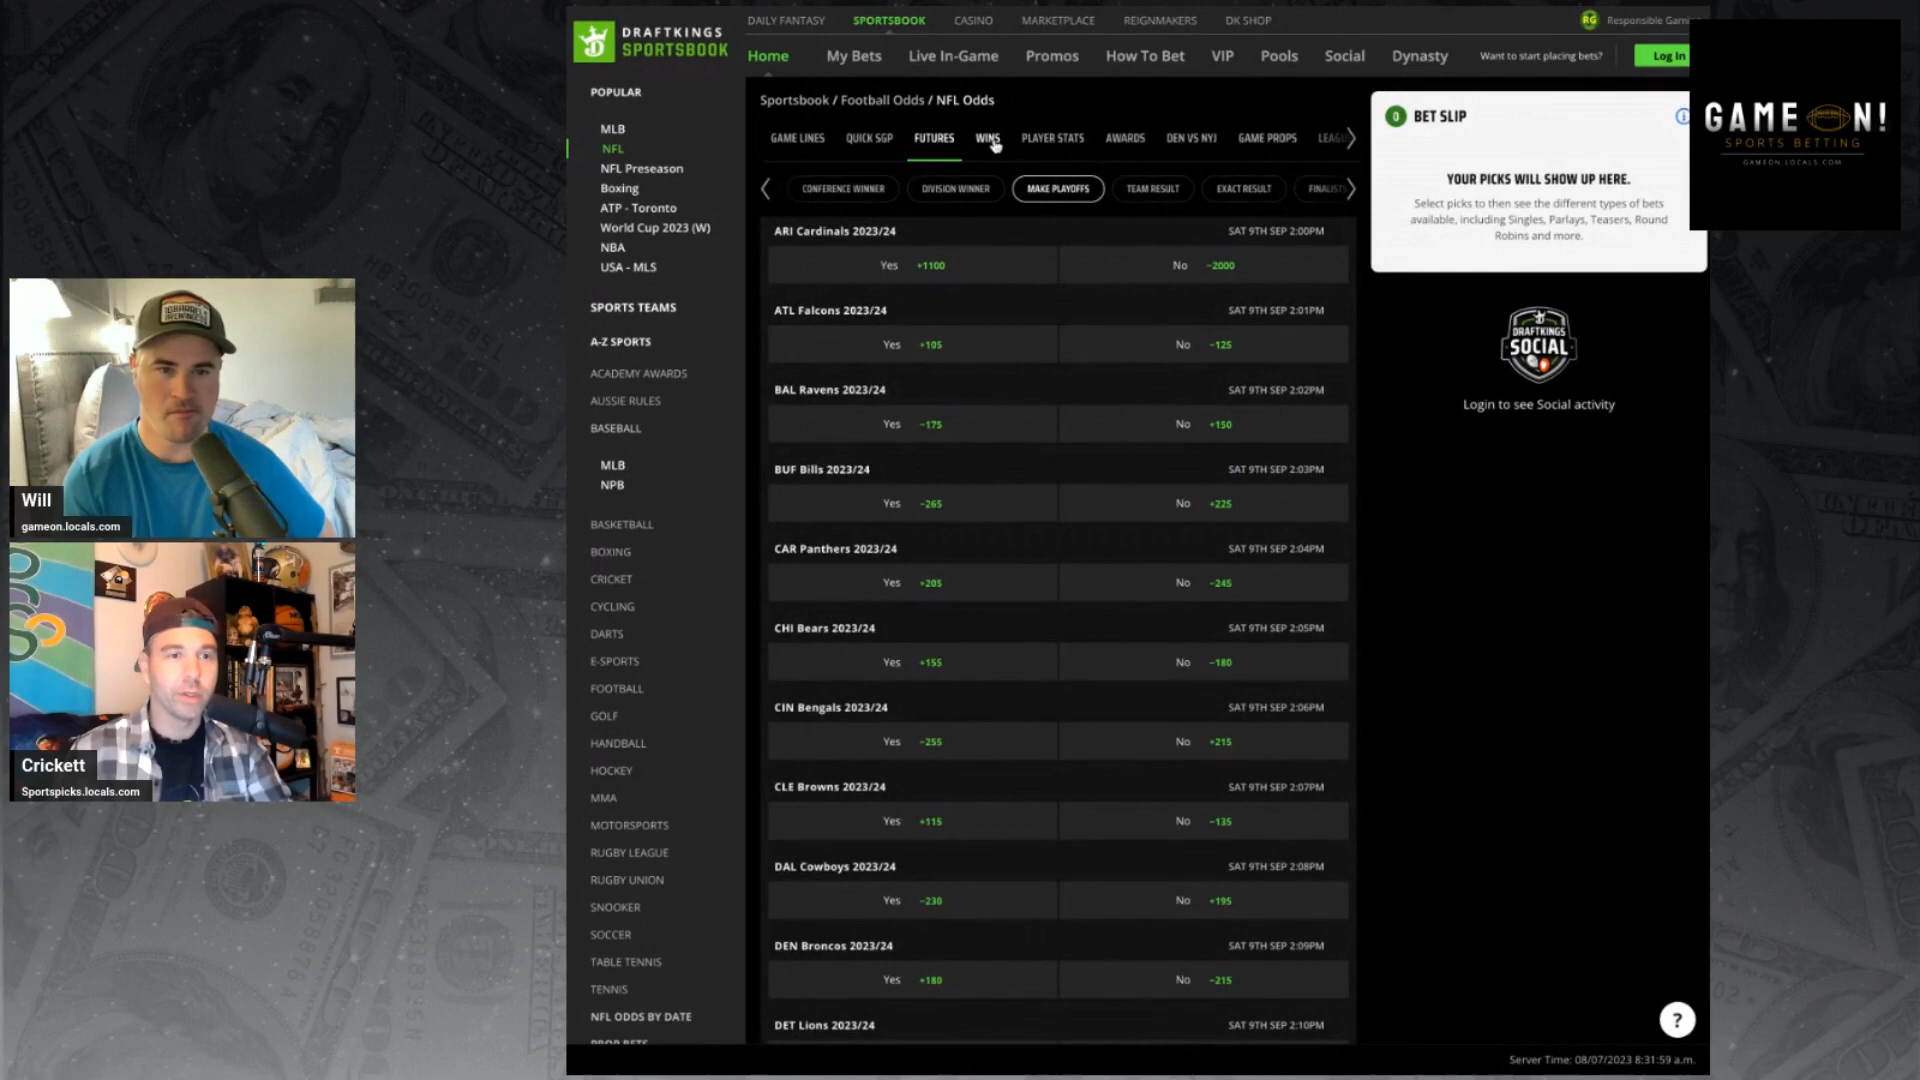 DRAFTKINGS
SPORTSBOOK
DAILY FANTASY SPORTSBOOK CASINO MARKETPLACE REIGNMAKERS DK SHOP
RG Responsible Gami
Home My Bets Live In-Game Promos How To Bet VIP Pools Social Dynasty Want to start placing bets? Log In
POPULAR
MLB
NFL
NFL Preseason
Boxing
ATP - Toronto
World Cup 2023 (W)
NBA
USA - MLS
SPORTS TEAMS
A-Z SPORTS
ACADEMY AWARDS
AUSSIE RULES
BASEBALL
MLB
NPB
BASKETBALL
BOXING
CRICKET
CYCLING
DARTS
E-SPORTS
FOOTBALL
GOLF
HANDBALL
HOCKEY
MMA
MOTORSPORTS
RUGBY LEAGUE
RUGBY UNION
SNOOKER
SOCCER
TABLE TENNIS
TENNIS
NFL ODDS BY DATE
PROP BETS
Sportsbook / Football Odds / NFL Odds
GAME LINES QUICK SGP FUTURES WINS PLAYER STATS AWARDS DEN VS NYJ GAME PROPS LEAGU
CONFERENCE WINNER DIVISION WINNER MAKE PLAYOFFS TEAM RESULT EXACT RESULT FINALISTS
ARI Cardinals 2023/24 SAT 9TH SEP 2:00PM
Yes +1100 No −2000
ATL Falcons 2023/24 SAT 9TH SEP 2:01PM
Yes +105 No −125
BAL Ravens 2023/24 SAT 9TH SEP 2:02PM
Yes −175 No +150
BUF Bills 2023/24 SAT 9TH SEP 2:03PM
Yes −265 No +225
CAR Panthers 2023/24 SAT 9TH SEP 2:04PM
Yes +205 No −245
CHI Bears 2023/24 SAT 9TH SEP 2:05PM
Yes +155 No −180
CIN Bengals 2023/24 SAT 9TH SEP 2:06PM
Yes −255 No +215
CLE Browns 2023/24 SAT 9TH SEP 2:07PM
Yes +115 No −135
DAL Cowboys 2023/24 SAT 9TH SEP 2:08PM
Yes −230 No +195
DEN Broncos 2023/24 SAT 9TH SEP 2:09PM
Yes +180 No −215
DET Lions 2023/24 SAT 9TH SEP 2:10PM
0 BET SLIP
YOUR PICKS WILL SHOW UP HERE.
Select picks to then see the different types of bets
available, including Singles, Parlays, Teasers, Round
Robins and more.
DRAFTKINGS
SOCIAL
Login to see Social activity
?
Server Time: 08/07/2023 8:31:59 a.m.
GAME ON!
SPORTS BETTING
GAMEON.LOCALS.COM
10 BARREL
BREWING CO
Will
gameon.locals.com
Crickett
Sportspicks.locals.com